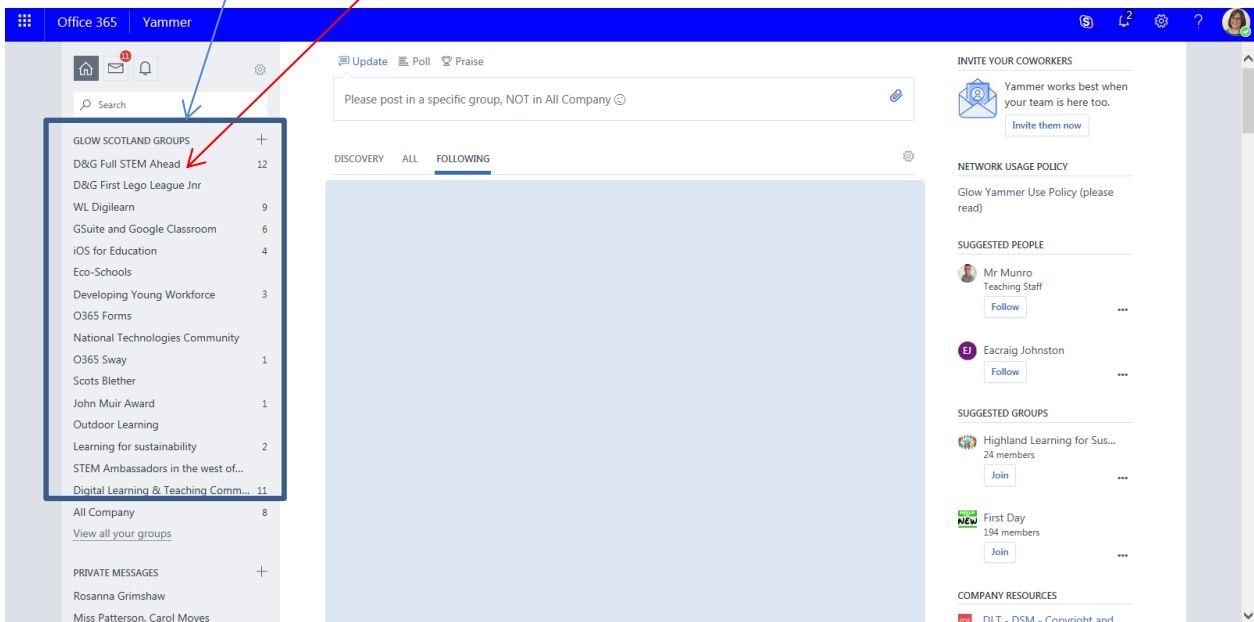 Office 365 Yammer
2
?
11
Search
GLOW SCOTLAND GROUPS
D&G Full STEM Ahead 12
D&G First Lego League Jnr
WL Digilearn 9
GSuite and Google Classroom 6
iOS for Education 4
Eco-Schools
Developing Young Workforce 3
O365 Forms
National Technologies Community
O365 Sway 1
Scots Blether
John Muir Award 1
Outdoor Learning
Learning for sustainability 2
STEM Ambassadors in the west of...
Digital Learning & Teaching Comm... 11
All Company 8
View all your groups
PRIVATE MESSAGES
Rosanna Grimshaw
Miss Patterson, Carol Moyes
Update Poll Praise
Please post in a specific group, NOT in All Company
DISCOVERY ALL FOLLOWING
INVITE YOUR COWORKERS
Yammer works best when
your team is here too.
Invite them now
NETWORK USAGE POLICY
Glow Yammer Use Policy (please
read)
SUGGESTED PEOPLE
Mr Munro
Teaching Staff
Follow
EJ Eacraig Johnston
Follow
SUGGESTED GROUPS
Highland Learning for Sus...
24 members
Join
NEW First Day
194 members
Join
COMPANY RESOURCES
DLT - DSM - Copyright and